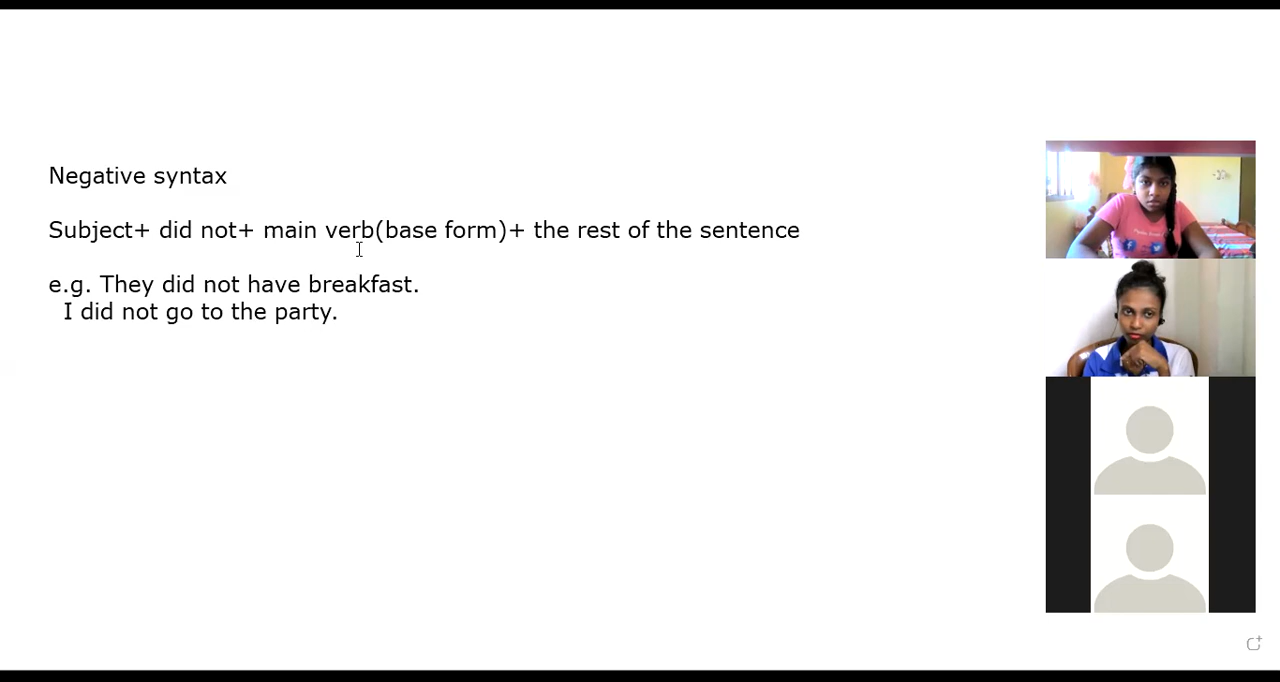 Negative syntax
Subject+ did not+ main verb(base form)+ the rest of the sentence
e.g. They did not have breakfast.
I did not go to the party.